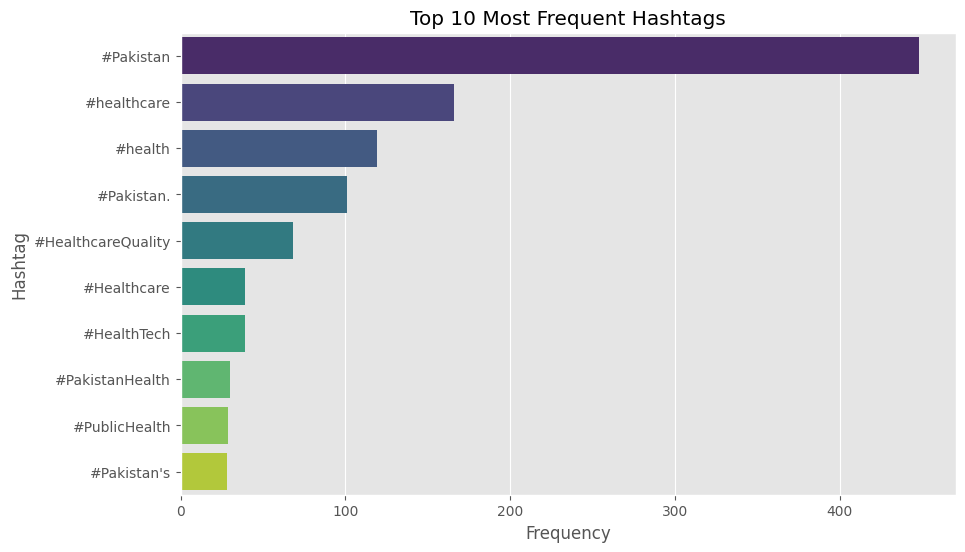 Top 10 Most Frequent Hashtags
Hashtag
#Pakistan
#healthcare
#health
#Pakistan.
#HealthcareQuality
#Healthcare
#HealthTech
#PakistanHealth
#PublicHealth
#Pakistan's
0 100 200 300 400
Frequency